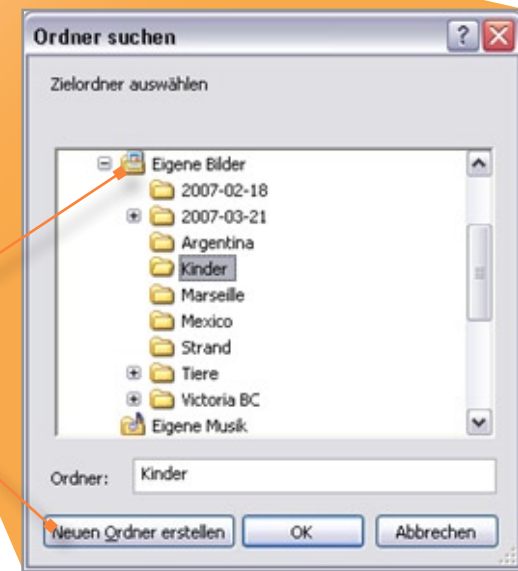 Ordner suchen
Zielordner auswählen
Eigene Bilder
2007-02-18
2007-03-21
Argentina
Kinder
Marseille
Mexico
Strand
Tiere
Victoria BC
Eigene Musik
Ordner: Kinder
Neuen Ordner erstellen OK Abbrechen